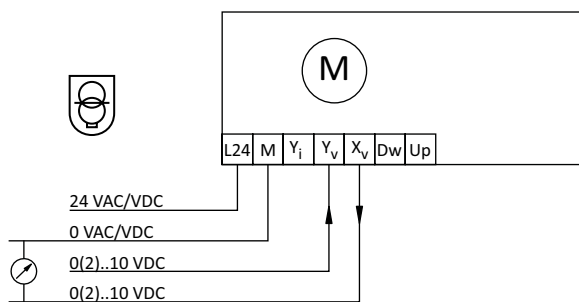 M
L24 M Yi Yv Xv Dw Up
24 VAC/VDC
0 VAC/VDC
0(2)..10 VDC
0(2)..10 VDC